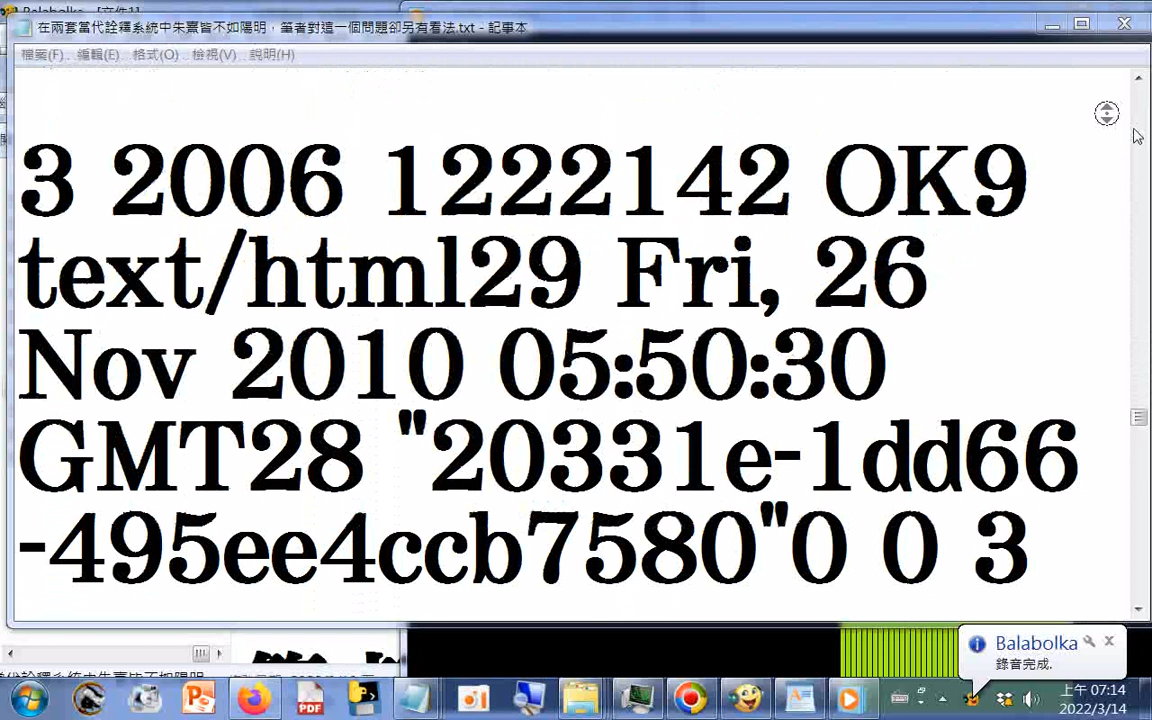 Balabolka - [文件1]
在兩套當代詮釋系統中朱熹皆不如陽明，筆者對這一個問題卻另有看法.txt - 記事本
檔案(F) 編輯(E) 格式(O) 檢視(V) 說明(H)
3 2006 1222142 OK9
text/html29 Fri, 26
Nov 2010 05:50:30
GMT28 "20331e-1dd66
-495ee4ccb7580"0 0 3
Balabolka
錄音完成.
上午 07:14
2022/3/14